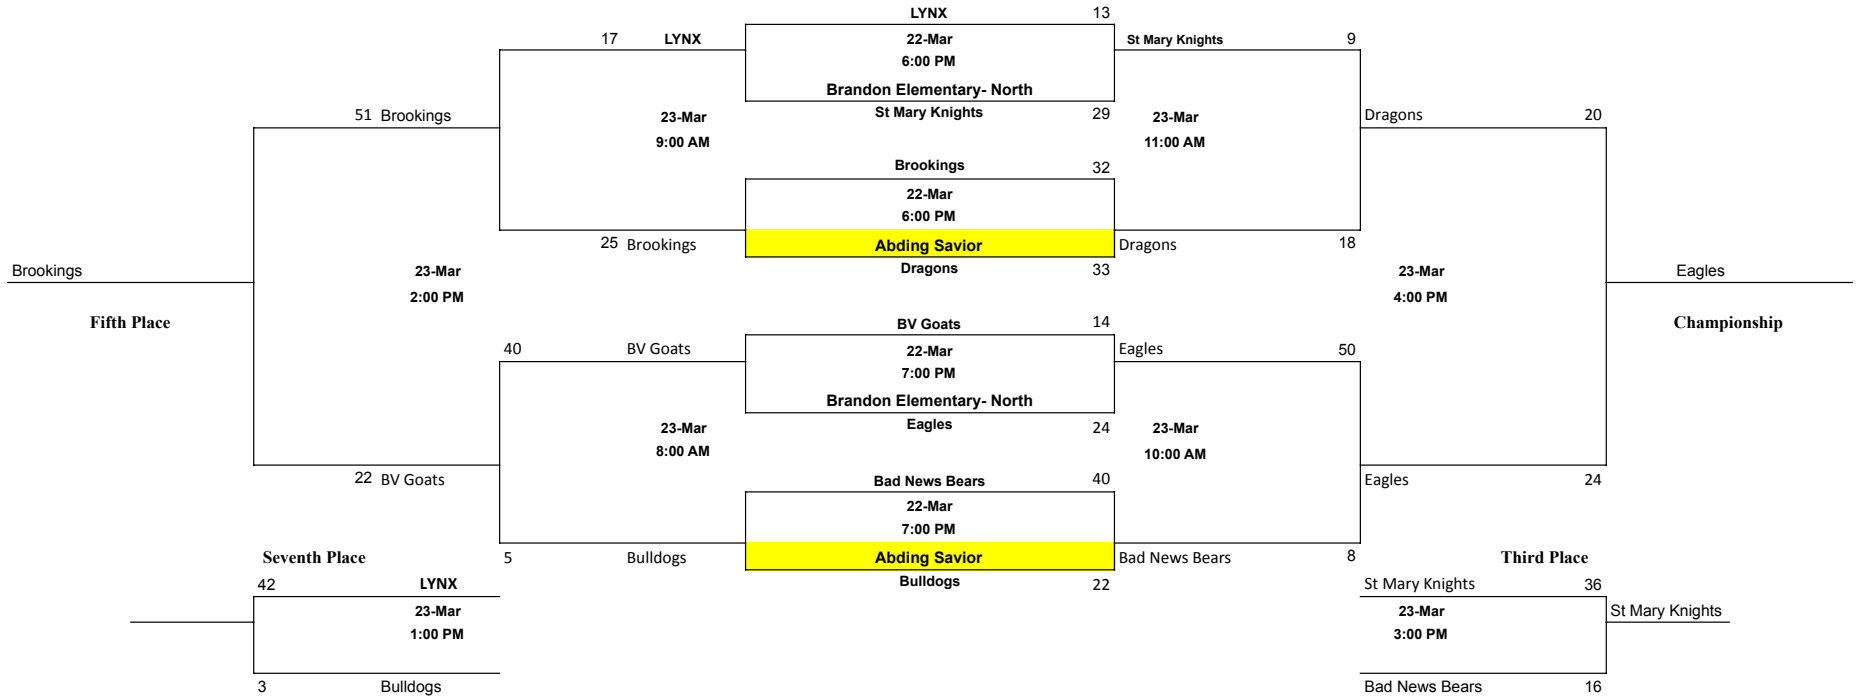 LYNX 13
17 LYNX 22-Mar St Mary Knights 9
6:00 PM
Brandon Elementary- North
51 Brookings St Mary Knights 29 Dragons 20
23-Mar 23-Mar
9:00 AM 11:00 AM
Brookings 32
22-Mar
6:00 PM
25 Brookings Abding Savior Dragons 18
Brookings 23-Mar Dragons 33 23-Mar Eagles
2:00 PM 4:00 PM
Fifth Place BV Goats 14 Championship
40 BV Goats 22-Mar Eagles 50
7:00 PM
Brandon Elementary- North
23-Mar Eagles 24 23-Mar
8:00 AM 10:00 AM
22 BV Goats Bad News Bears 40 Eagles 24
22-Mar
7:00 PM
Seventh Place 5 Bulldogs Abding Savior Bad News Bears 8 Third Place
42 LYNX Bulldogs 22 St Mary Knights 36
23-Mar 23-Mar St Mary Knights
1:00 PM 3:00 PM
3 Bulldogs Bad News Bears 16